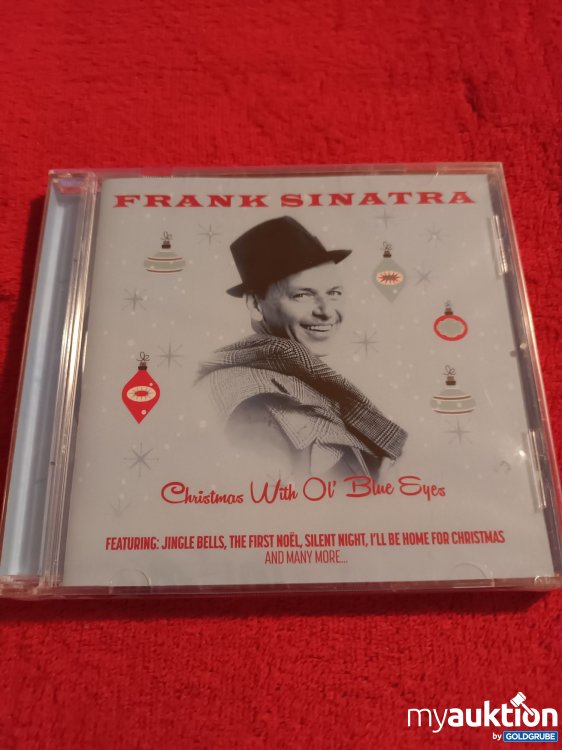 FRANK SINATRA
Christmas With Ol' Blue Eyes
FEATURING: JINGLE BELLS, THE FIRST NOËL, SILENT NIGHT, I'LL BE HOME FOR CHRISTMAS
AND MANY MORE...
myauktion
by GOLDGRUBE